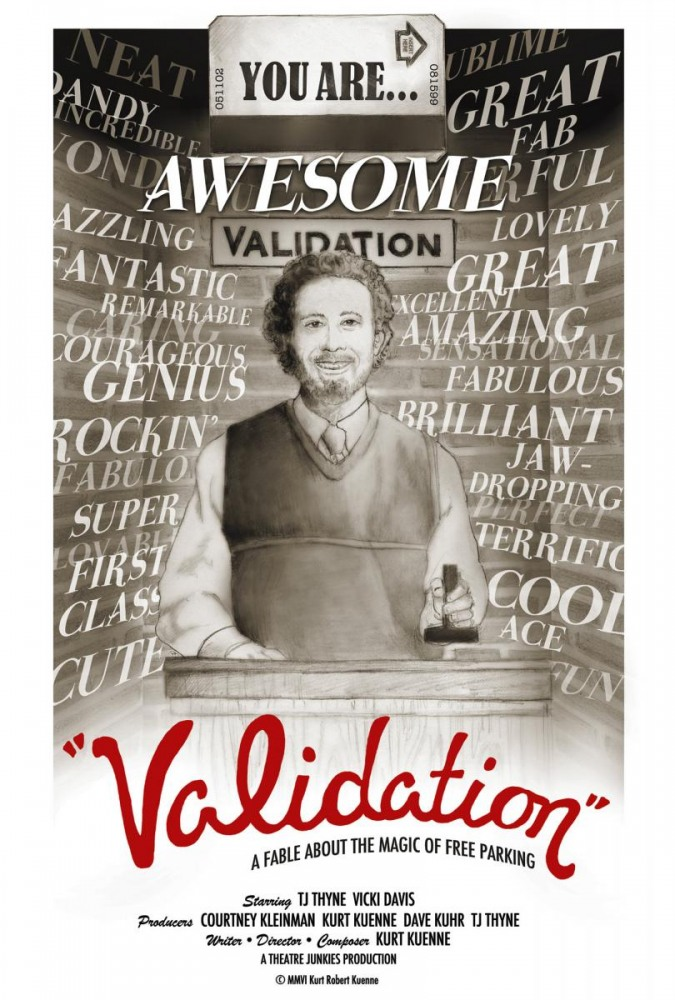 INSERT HERE
051102
YOU ARE...
081599
AWESOME
VALIDATION
NEAT
DANDY
INCREDIBLE
AZZLING
FANTASTIC
REMARKABLE
CARING
COURAGEOUS
GENIUS
ROCKIN'
FABULO
SUPER
LOVABL
FIRST
CLASS
CUTE
UBLIME
GREAT
FAB
RFUL
LOVELY
GREAT
XCELLENT
AMAZING
SENSATIONAL
FABULOUS
BRILLIANT
JAW-
DROPPING
PERFECT
TERRIFIC
COOL
ACE
FUN
"Validation"
A FABLE ABOUT THE MAGIC OF FREE PARKING
Starring TJ THYNE VICKI DAVIS
Producers COURTNEY KLEINMAN KURT KUENNE DAVE KUHR TJ THYNE
Writer • Director • Composer KURT KUENNE
A THEATRE JUNKIES PRODUCTION
© MMVI Kurt Robert Kuenne